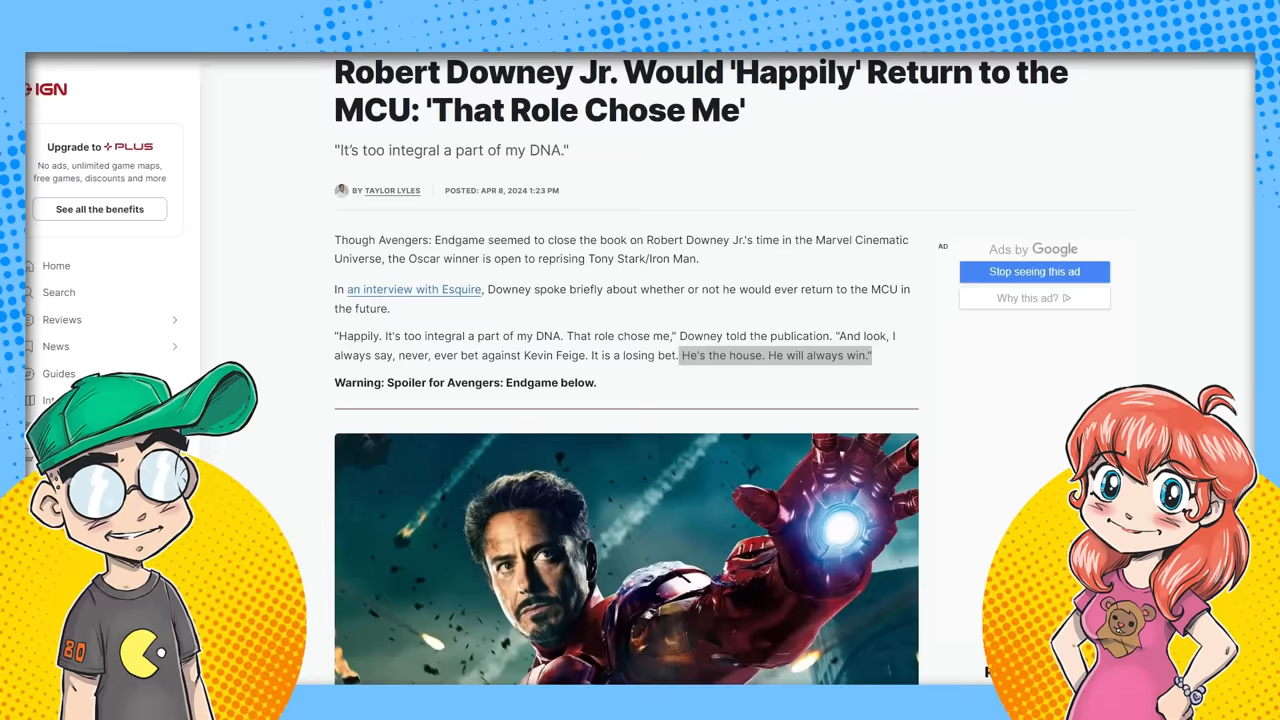 Robert Downey Jr. Would 'Happily' Return to the
MCU: 'That Role Chose Me'
"It's too integral a part of my DNA."
BY TAYLOR LYLES POSTED: APR 8, 2024 1:23 PM
Though Avengers: Endgame seemed to close the book on Robert Downey Jr.'s time in the Marvel Cinematic
Universe, the Oscar winner is open to reprising Tony Stark/Iron Man.
In an interview with Esquire, Downey spoke briefly about whether or not he would ever return to the MCU in
the future.
"Happily. It's too integral a part of my DNA. That role chose me," Downey told the publication. "And look, I
always say, never, ever bet against Kevin Feige. It is a losing bet. He's the house. He will always win."
Warning: Spoiler for Avengers: Endgame below.
IGN
Upgrade to PLUS
No ads, unlimited game maps,
free games, discounts and more
See all the benefits
Home
Search
Reviews
News
Guides
AD
Ads by Google
Stop seeing this ad
Why this ad?
80